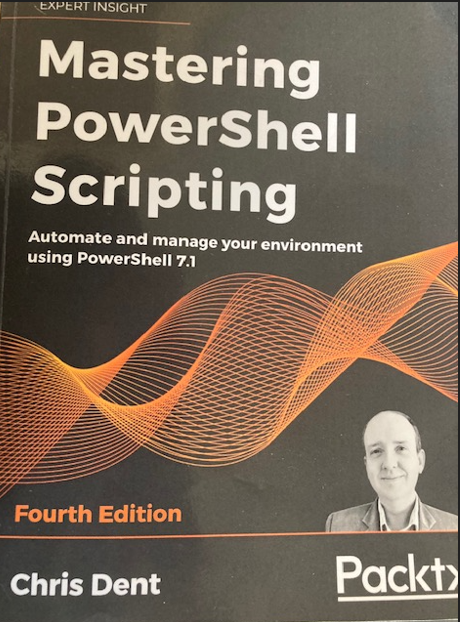 EXPERT INSIGHT
Mastering
PowerShell
Scripting
Automate and manage your environment
using PowerShell 7.1
Fourth Edition
Chris Dent
Packt>